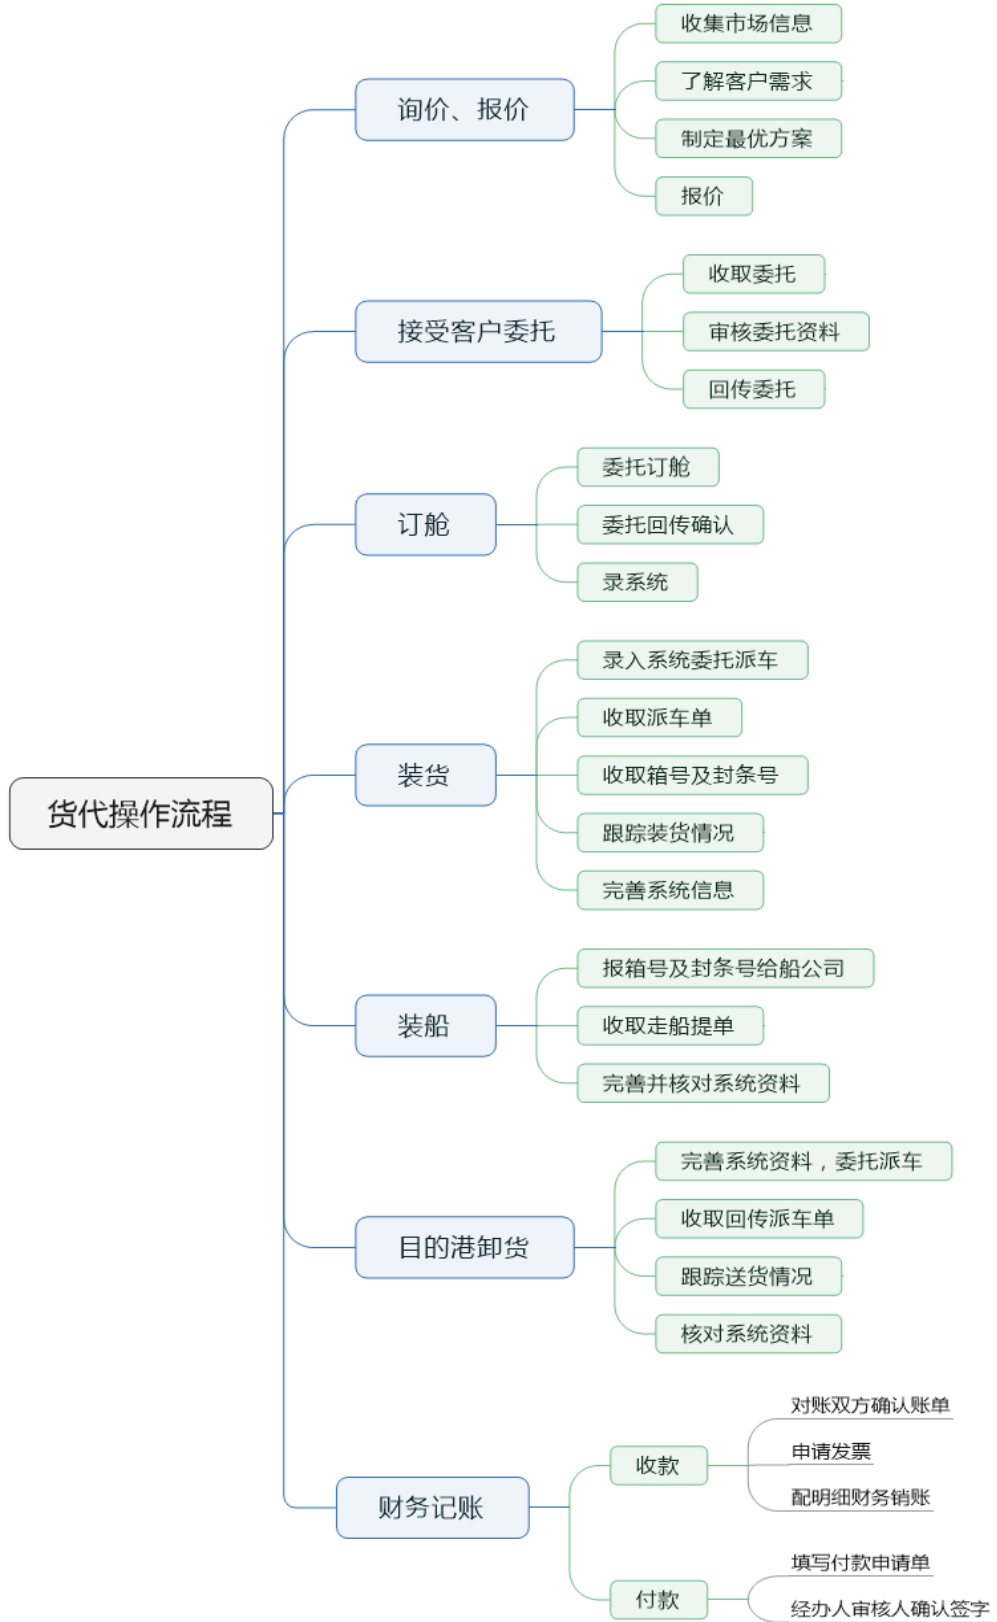 货代操作流程
询价、报价
收集市场信息
了解客户需求
制定最优方案
报价
接受客户委托
收取委托
审核委托资料
回传委托
订舱
委托订舱
委托回传确认
录系统
装货
录入系统委托派车
收取派车单
收取箱号及封条号
跟踪装货情况
完善系统信息
装船
报箱号及封条号给船公司
收取走船提单
完善并核对系统资料
目的港卸货
完善系统资料，委托派车
收取回传派车单
跟踪送货情况
核对系统资料
财务记账
收款
对账双方确认账单
申请发票
配明细财务销账
付款
填写付款申请单
经办人审核人确认签字